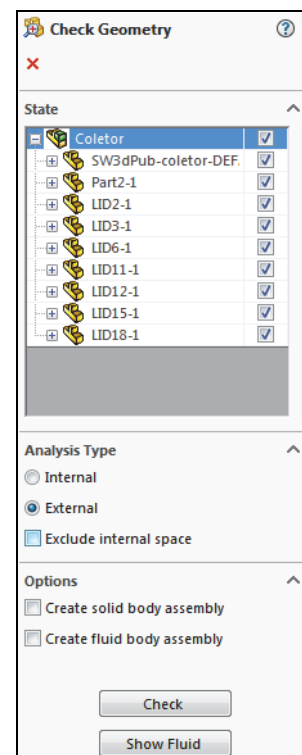 Check Geometry
State
Coletor
SW3dPub-coletor-DEF.
Part2-1
LID2-1
LID3-1
LID6-1
LID11-1
LID12-1
LID15-1
LID18-1
Analysis Type
Internal
External
Exclude internal space
Options
Create solid body assembly
Create fluid body assembly
Check
Show Fluid